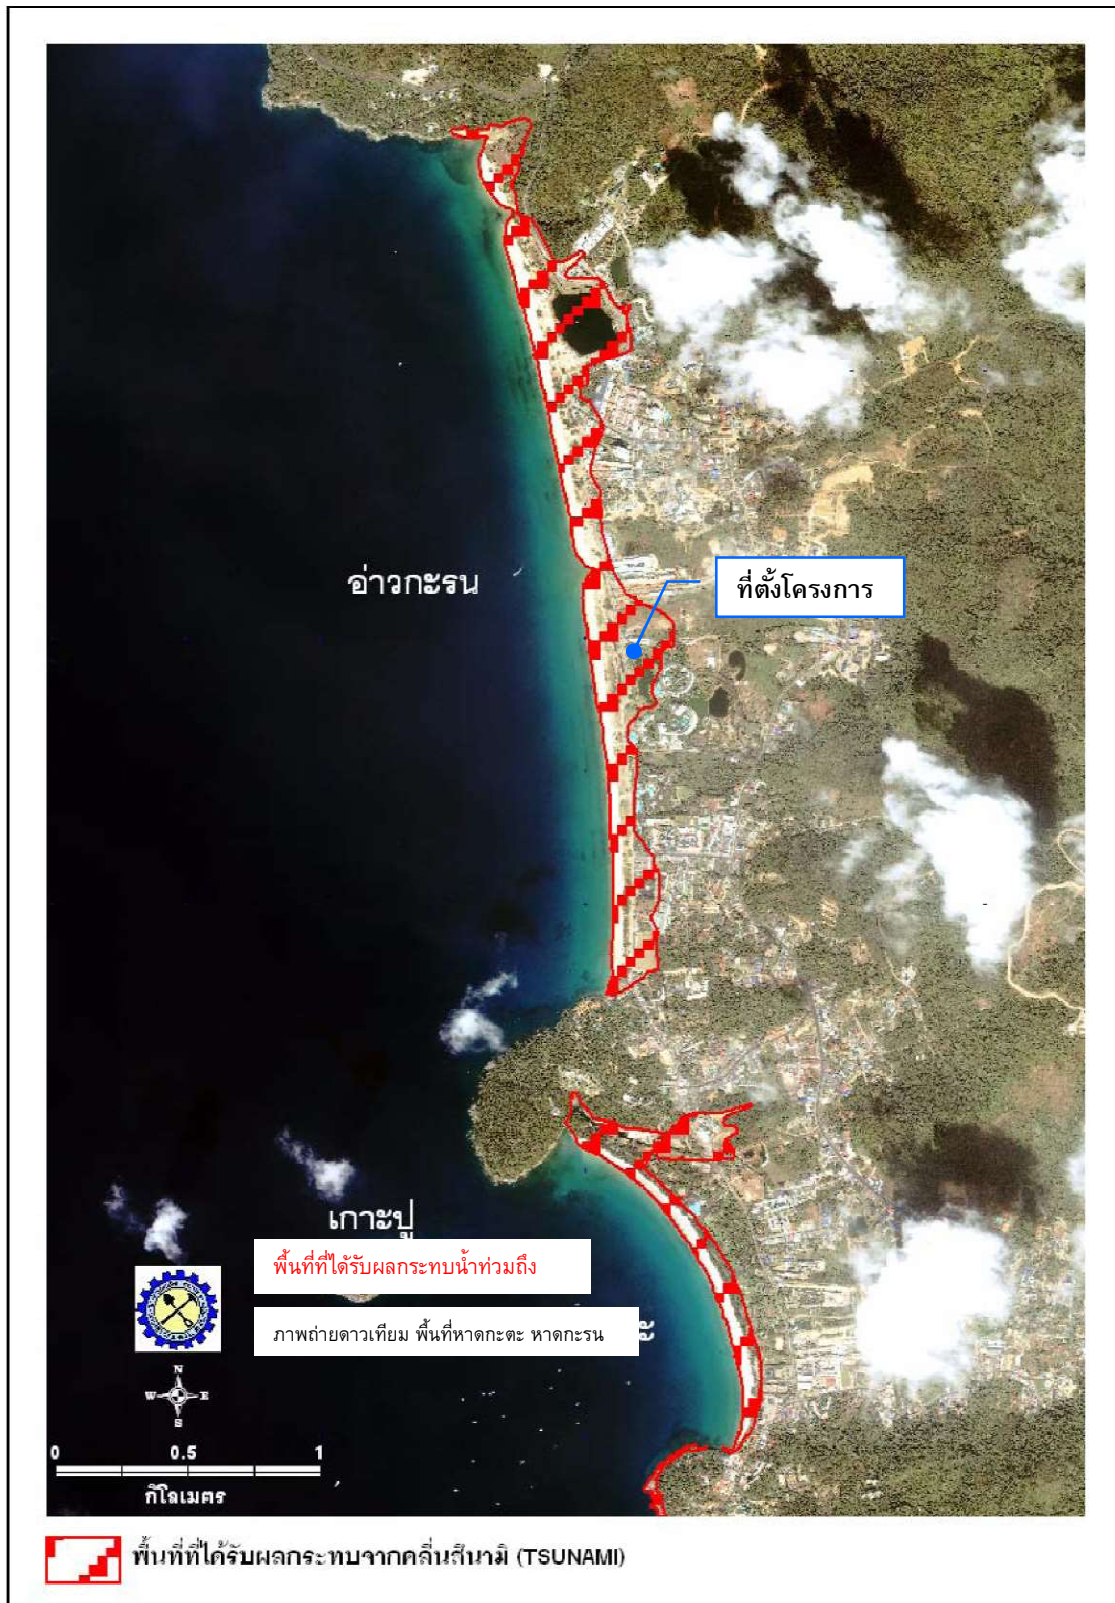 อ่าวกะรน
ที่ตั้งโครงการ
เกาะปู
พื้นที่ที่ได้รับผลกระทบน้ำท่วมถึง
ภาพถ่ายดาวเทียม พื้นที่หาดกะตะ หาดกะรน
N
W E
S
0 0.5 1
กิโลเมตร
พื้นที่ที่ได้รับผลกระทบจากคลื่นสึนามิ (TSUNAMI)